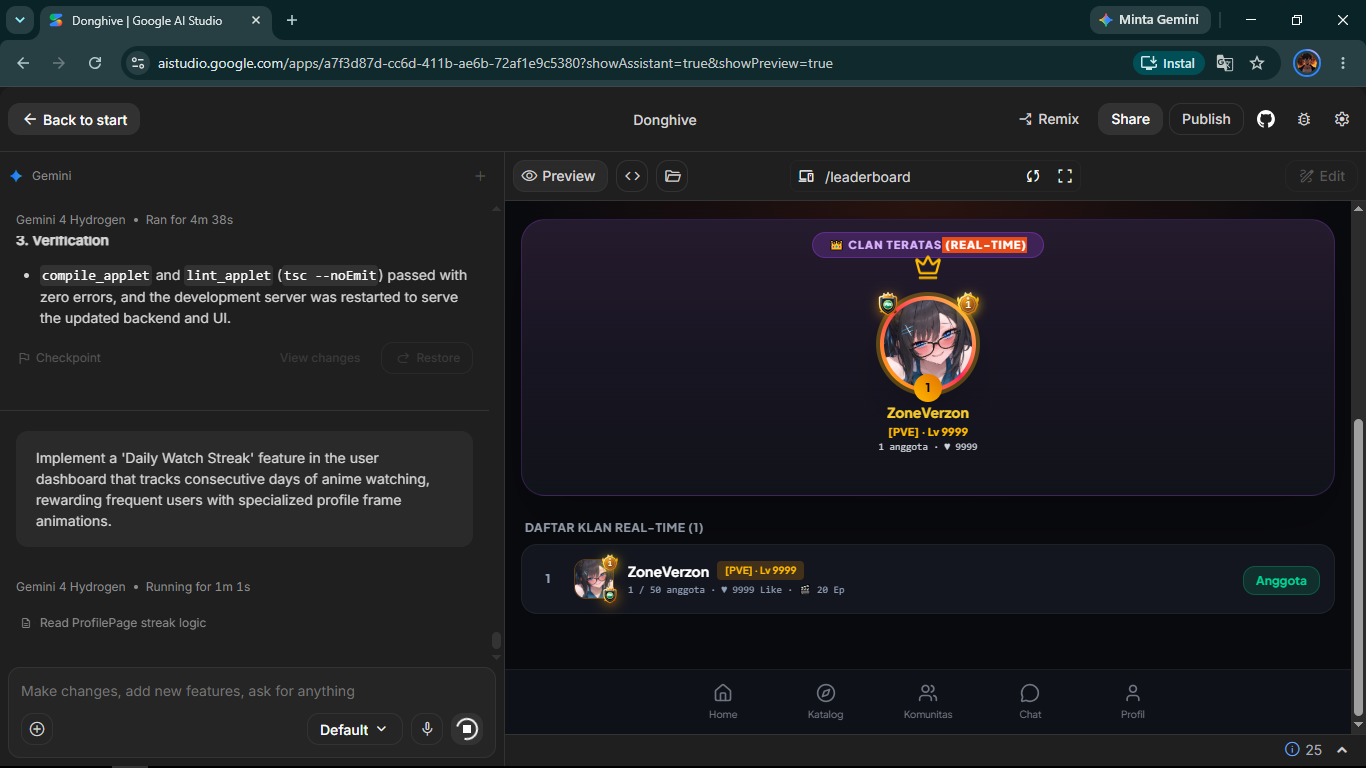 Donghive | Google AI Studio
Minta Gemini
aistudio.google.com/apps/a7f3d87d-cc6d-411b-ae6b-72af1e9c5380?showAssistant=true&showPreview=true
Instal
Back to start
Donghive
Remix
Share
Publish
Gemini
Preview
/leaderboard
Edit
Gemini 4 Hydrogen • Ran for 4m 38s
3. Verification
• compile_applet and lint_applet (tsc --noEmit) passed with
zero errors, and the development server was restarted to serve
the updated backend and UI.
Checkpoint
View changes
Restore
Implement a 'Daily Watch Streak' feature in the user
dashboard that tracks consecutive days of anime watching,
rewarding frequent users with specialized profile frame
animations.
Gemini 4 Hydrogen • Running for 1m 1s
Read ProfilePage streak logic
Make changes, add new features, ask for anything
Default
👑 CLAN TERATAS (REAL-TIME)
1
1
ZoneVerzon
[PVE] · Lv 9999
1 anggota · ♥ 9999
DAFTAR KLAN REAL-TIME (1)
1
1
ZoneVerzon
[PVE] · Lv 9999
1 / 50 anggota · ♥ 9999 Like · 🎬 20 Ep
Anggota
Home
Katalog
Komunitas
Chat
Profil
25